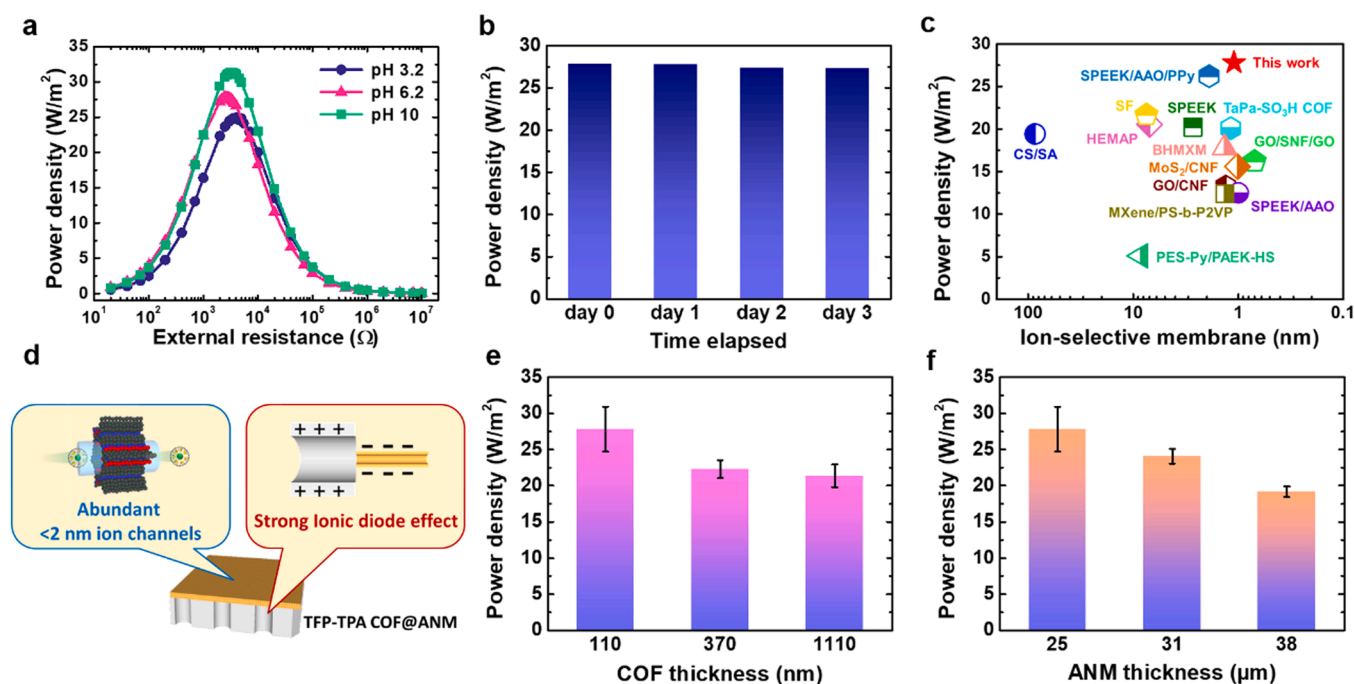 a
Power density (W/m²)
35
30
25
20
15
10
5
0
pH 3.2
pH 6.2
pH 10
10¹ 10² 10³ 10⁴ 10⁵ 10⁶ 10⁷
External resistance (Ω)
b
Power density (W/m²)
30
25
20
15
10
5
0
day 0 day 1 day 2 day 3
Time elapsed
c
Power density (W/m²)
30
25
20
15
10
5
0
This work
SPEEK/AAO/PPy
SF
SPEEK
TaPa-SO₃H COF
HEMAP
CS/SA
BHMXM
GO/SNF/GO
MoS₂/CNF
GO/CNF
MXene/PS-b-P2VP
SPEEK/AAO
PES-Py/PAEK-HS
100 10 1 0.1
Ion-selective membrane (nm)
d
Abundant
<2 nm ion channels
+ + + +
- - - -
- - - -
+ + + +
Strong Ionic diode effect
TFP-TPA COF@ANM
e
Power density (W/m²)
35
30
25
20
15
10
5
0
110 370 1110
COF thickness (nm)
f
Power density (W/m²)
35
30
25
20
15
10
5
0
25 31 38
ANM thickness (μm)